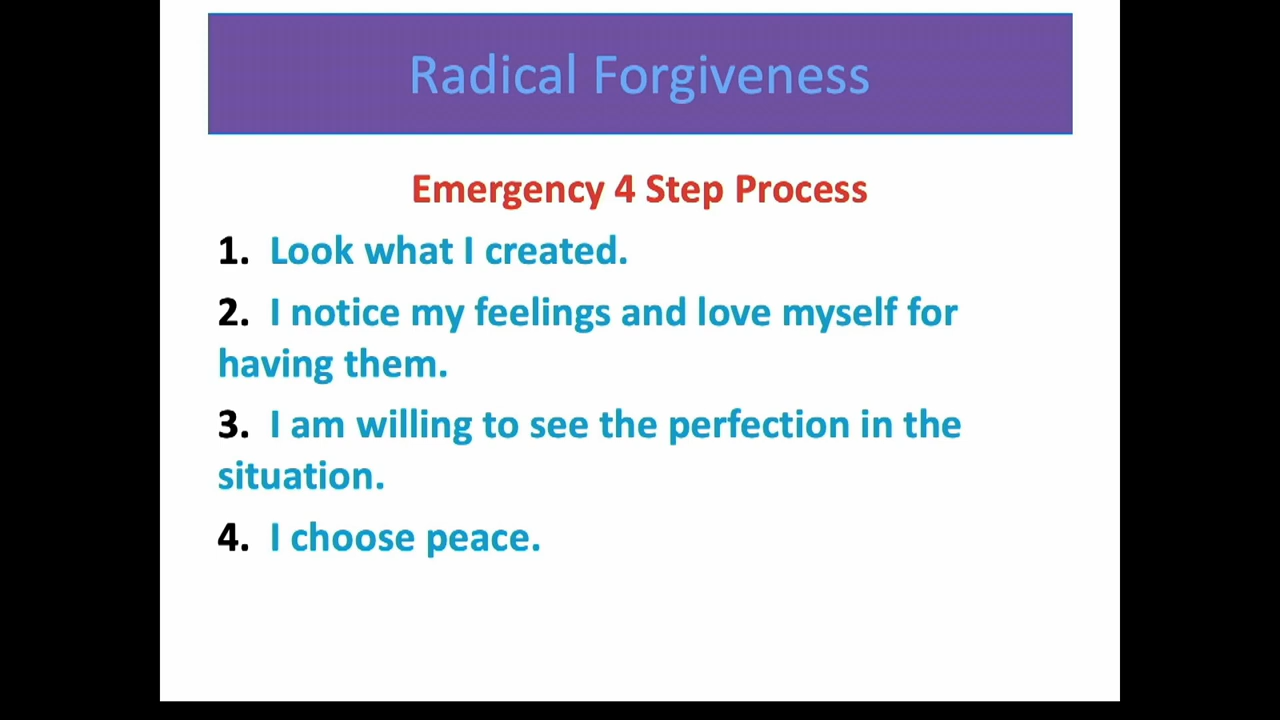 Radical Forgiveness
Emergency 4 Step Process
1. Look what I created.
2. I notice my feelings and love myself for
having them.
3. I am willing to see the perfection in the
situation.
4. I choose peace.